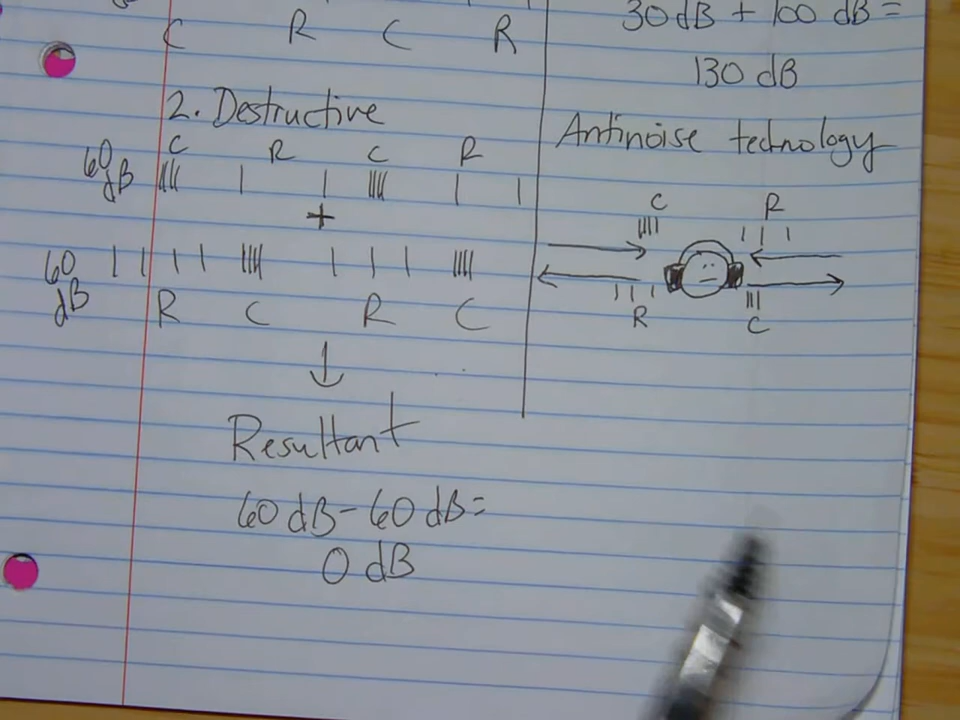 C R C R
2. Destructive
C R C R
60 dB
+
60 dB
R C R C
Resultant
60 dB - 60 dB =
0 dB
30 dB + 100 dB =
130 dB
Antinoise technology
C R
R C